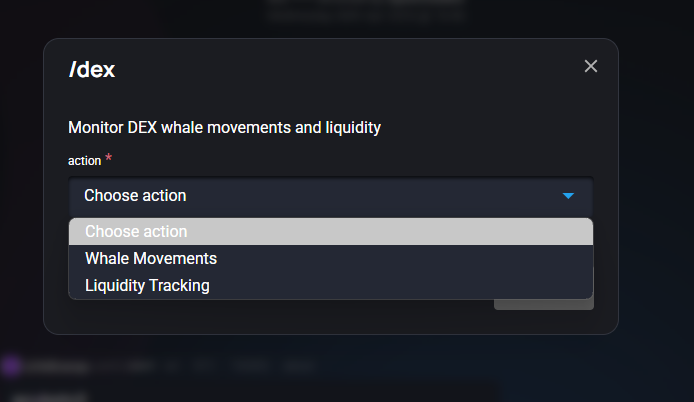 /dex
Monitor DEX whale movements and liquidity
action *
Choose action
Choose action
Whale Movements
Liquidity Tracking